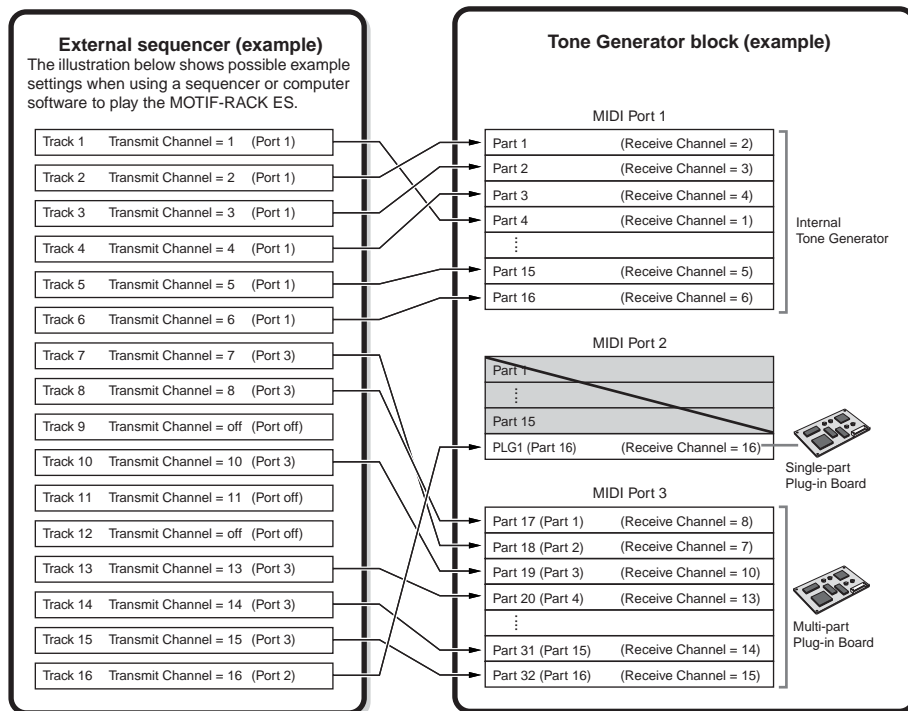 External sequencer (example)
The illustration below shows possible example
settings when using a sequencer or computer
software to play the MOTIF-RACK ES.
Track 1 Transmit Channel = 1 (Port 1)
Track 2 Transmit Channel = 2 (Port 1)
Track 3 Transmit Channel = 3 (Port 1)
Track 4 Transmit Channel = 4 (Port 1)
Track 5 Transmit Channel = 5 (Port 1)
Track 6 Transmit Channel = 6 (Port 1)
Track 7 Transmit Channel = 7 (Port 3)
Track 8 Transmit Channel = 8 (Port 3)
Track 9 Transmit Channel = off (Port off)
Track 10 Transmit Channel = 10 (Port 3)
Track 11 Transmit Channel = 11 (Port off)
Track 12 Transmit Channel = off (Port off)
Track 13 Transmit Channel = 13 (Port 3)
Track 14 Transmit Channel = 14 (Port 3)
Track 15 Transmit Channel = 15 (Port 3)
Track 16 Transmit Channel = 16 (Port 2)
Tone Generator block (example)
MIDI Port 1
Part 1 (Receive Channel = 2)
Part 2 (Receive Channel = 3)
Part 3 (Receive Channel = 4)
Part 4 (Receive Channel = 1)
Part 15 (Receive Channel = 5)
Part 16 (Receive Channel = 6)
Internal
Tone Generator
MIDI Port 2
Part 1
Part 15
PLG1 (Part 16) (Receive Channel = 16)
Single-part
Plug-in Board
MIDI Port 3
Part 17 (Part 1) (Receive Channel = 8)
Part 18 (Part 2) (Receive Channel = 7)
Part 19 (Part 3) (Receive Channel = 10)
Part 20 (Part 4) (Receive Channel = 13)
Part 31 (Part 15) (Receive Channel = 14)
Part 32 (Part 16) (Receive Channel = 15)
Multi-part
Plug-in Board